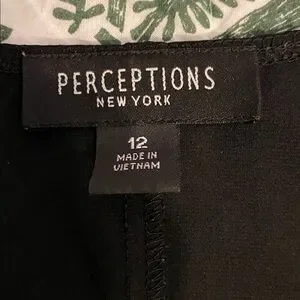 PERCEPTIONS
NEW YORK
12
MADE IN
VIETNAM